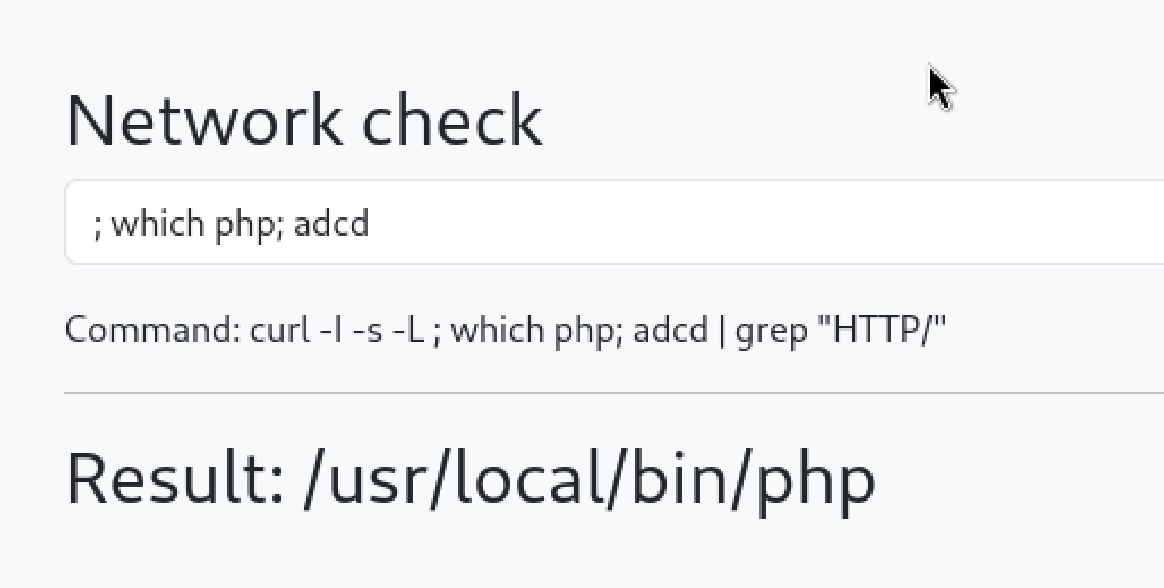 Network check
; which php; adcd
Command: curl -I -s -L ; which php; adcd | grep "HTTP/"
Result: /usr/local/bin/php